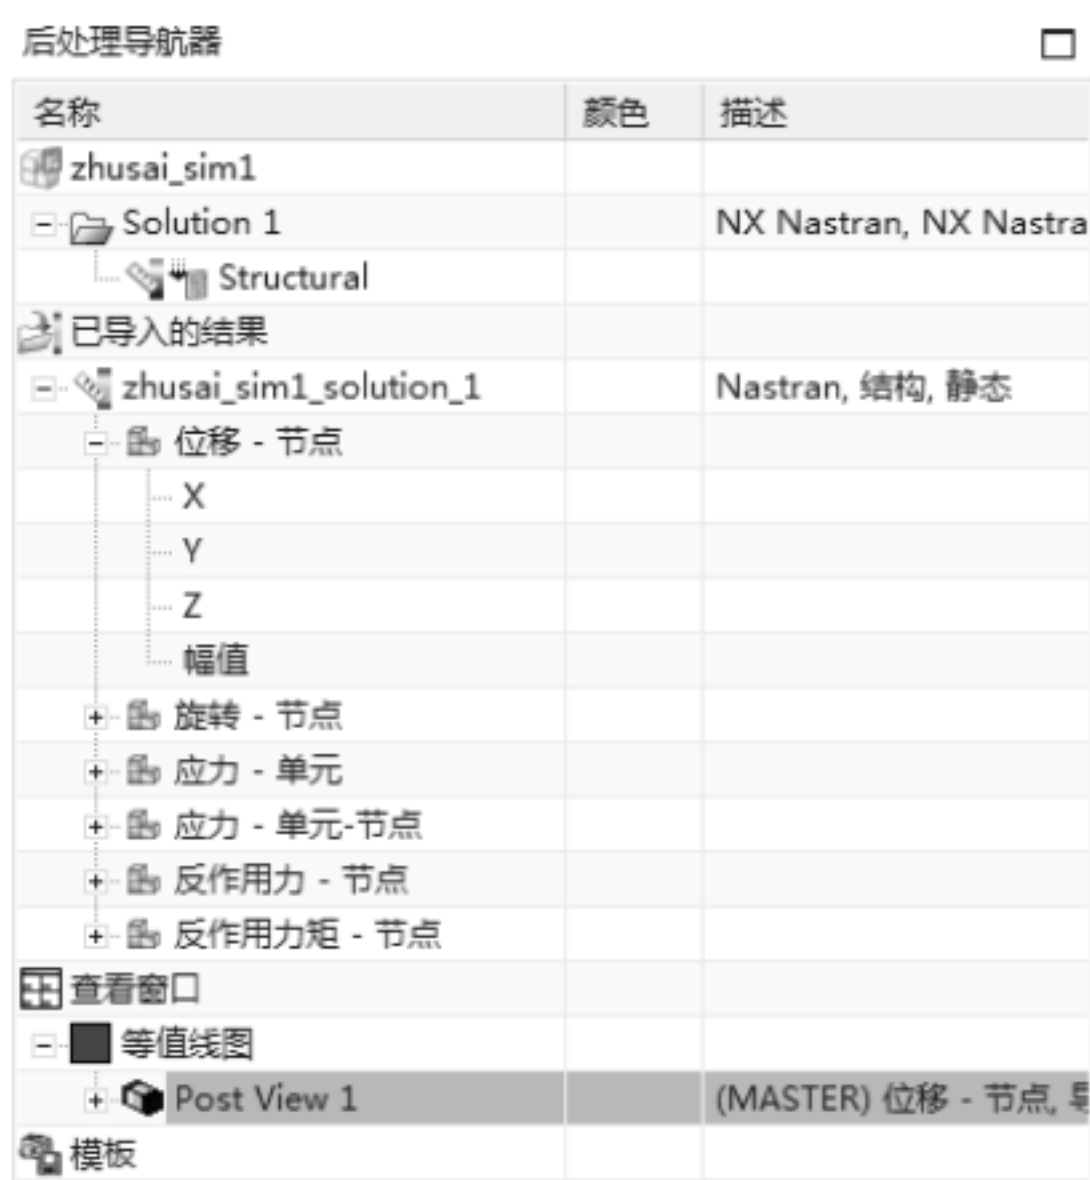 后处理导航器
名称 颜色 描述
zhusai_sim1
Solution 1 NX Nastran, NX Nastra
Structural
已导入的结果
zhusai_sim1_solution_1 Nastran, 结构, 静态
位移 - 节点
X
Y
Z
幅值
旋转 - 节点
应力 - 单元
应力 - 单元-节点
反作用力 - 节点
反作用力矩 - 节点
查看窗口
等值线图
Post View 1 (MASTER) 位移 - 节点,
模板